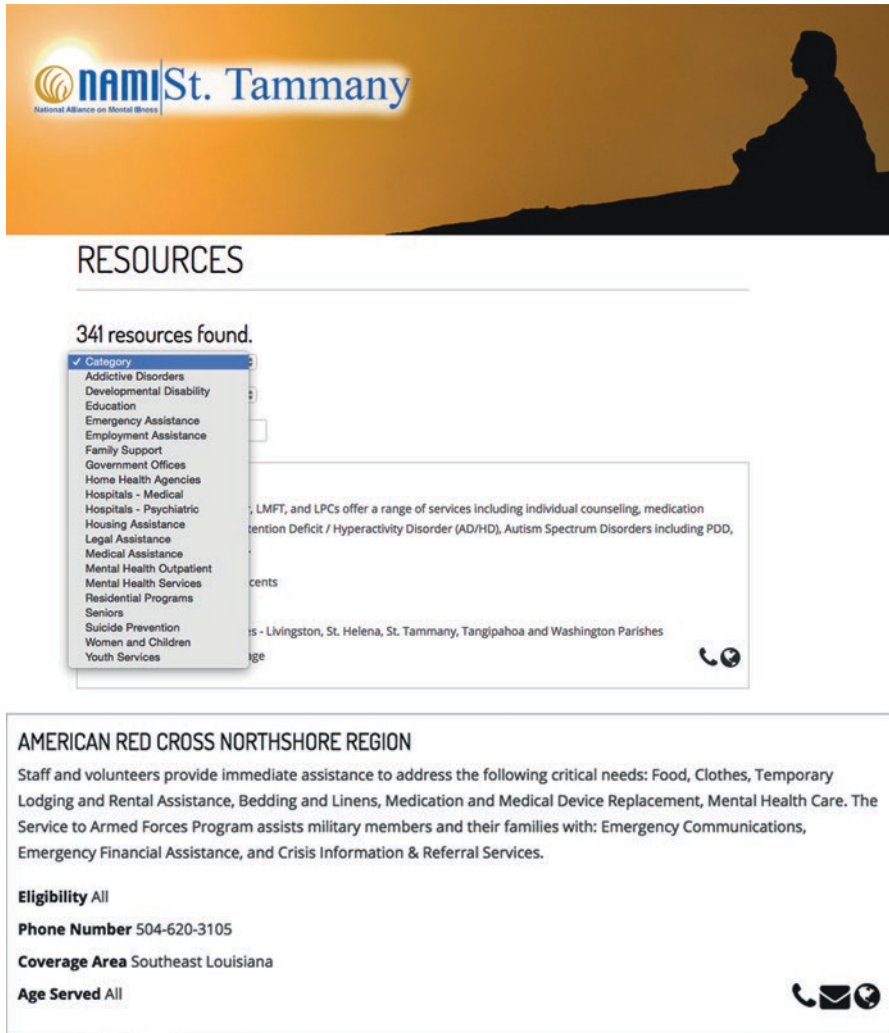 NAMI St. Tammany
National Alliance on Mental Illness
RESOURCES
341 resources found.
✓ Category
Addictive Disorders
Developmental Disability
Education
Emergency Assistance
Employment Assistance
Family Support
Government Offices
Home Health Agencies
Hospitals - Medical
Hospitals - Psychiatric
Housing Assistance
Legal Assistance
Medical Assistance
Mental Health Outpatient
Mental Health Services
Residential Programs
Seniors
Suicide Prevention
Women and Children
Youth Services
, LMFT, and LPCs offer a range of services including individual counseling, medication
Deficit / Hyperactivity Disorder (AD/HD), Autism Spectrum Disorders including PDD,
- Livingston, St. Helena, St. Tammany, Tangipahoa and Washington Parishes
AMERICAN RED CROSS NORTHSHORE REGION
Staff and volunteers provide immediate assistance to address the following critical needs: Food, Clothes, Temporary
Lodging and Rental Assistance, Bedding and Linens, Medication and Medical Device Replacement, Mental Health Care. The
Service to Armed Forces Program assists military members and their families with: Emergency Communications,
Emergency Financial Assistance, and Crisis Information & Referral Services.
Eligibility All
Phone Number 504-620-3105
Coverage Area Southeast Louisiana
Age Served All